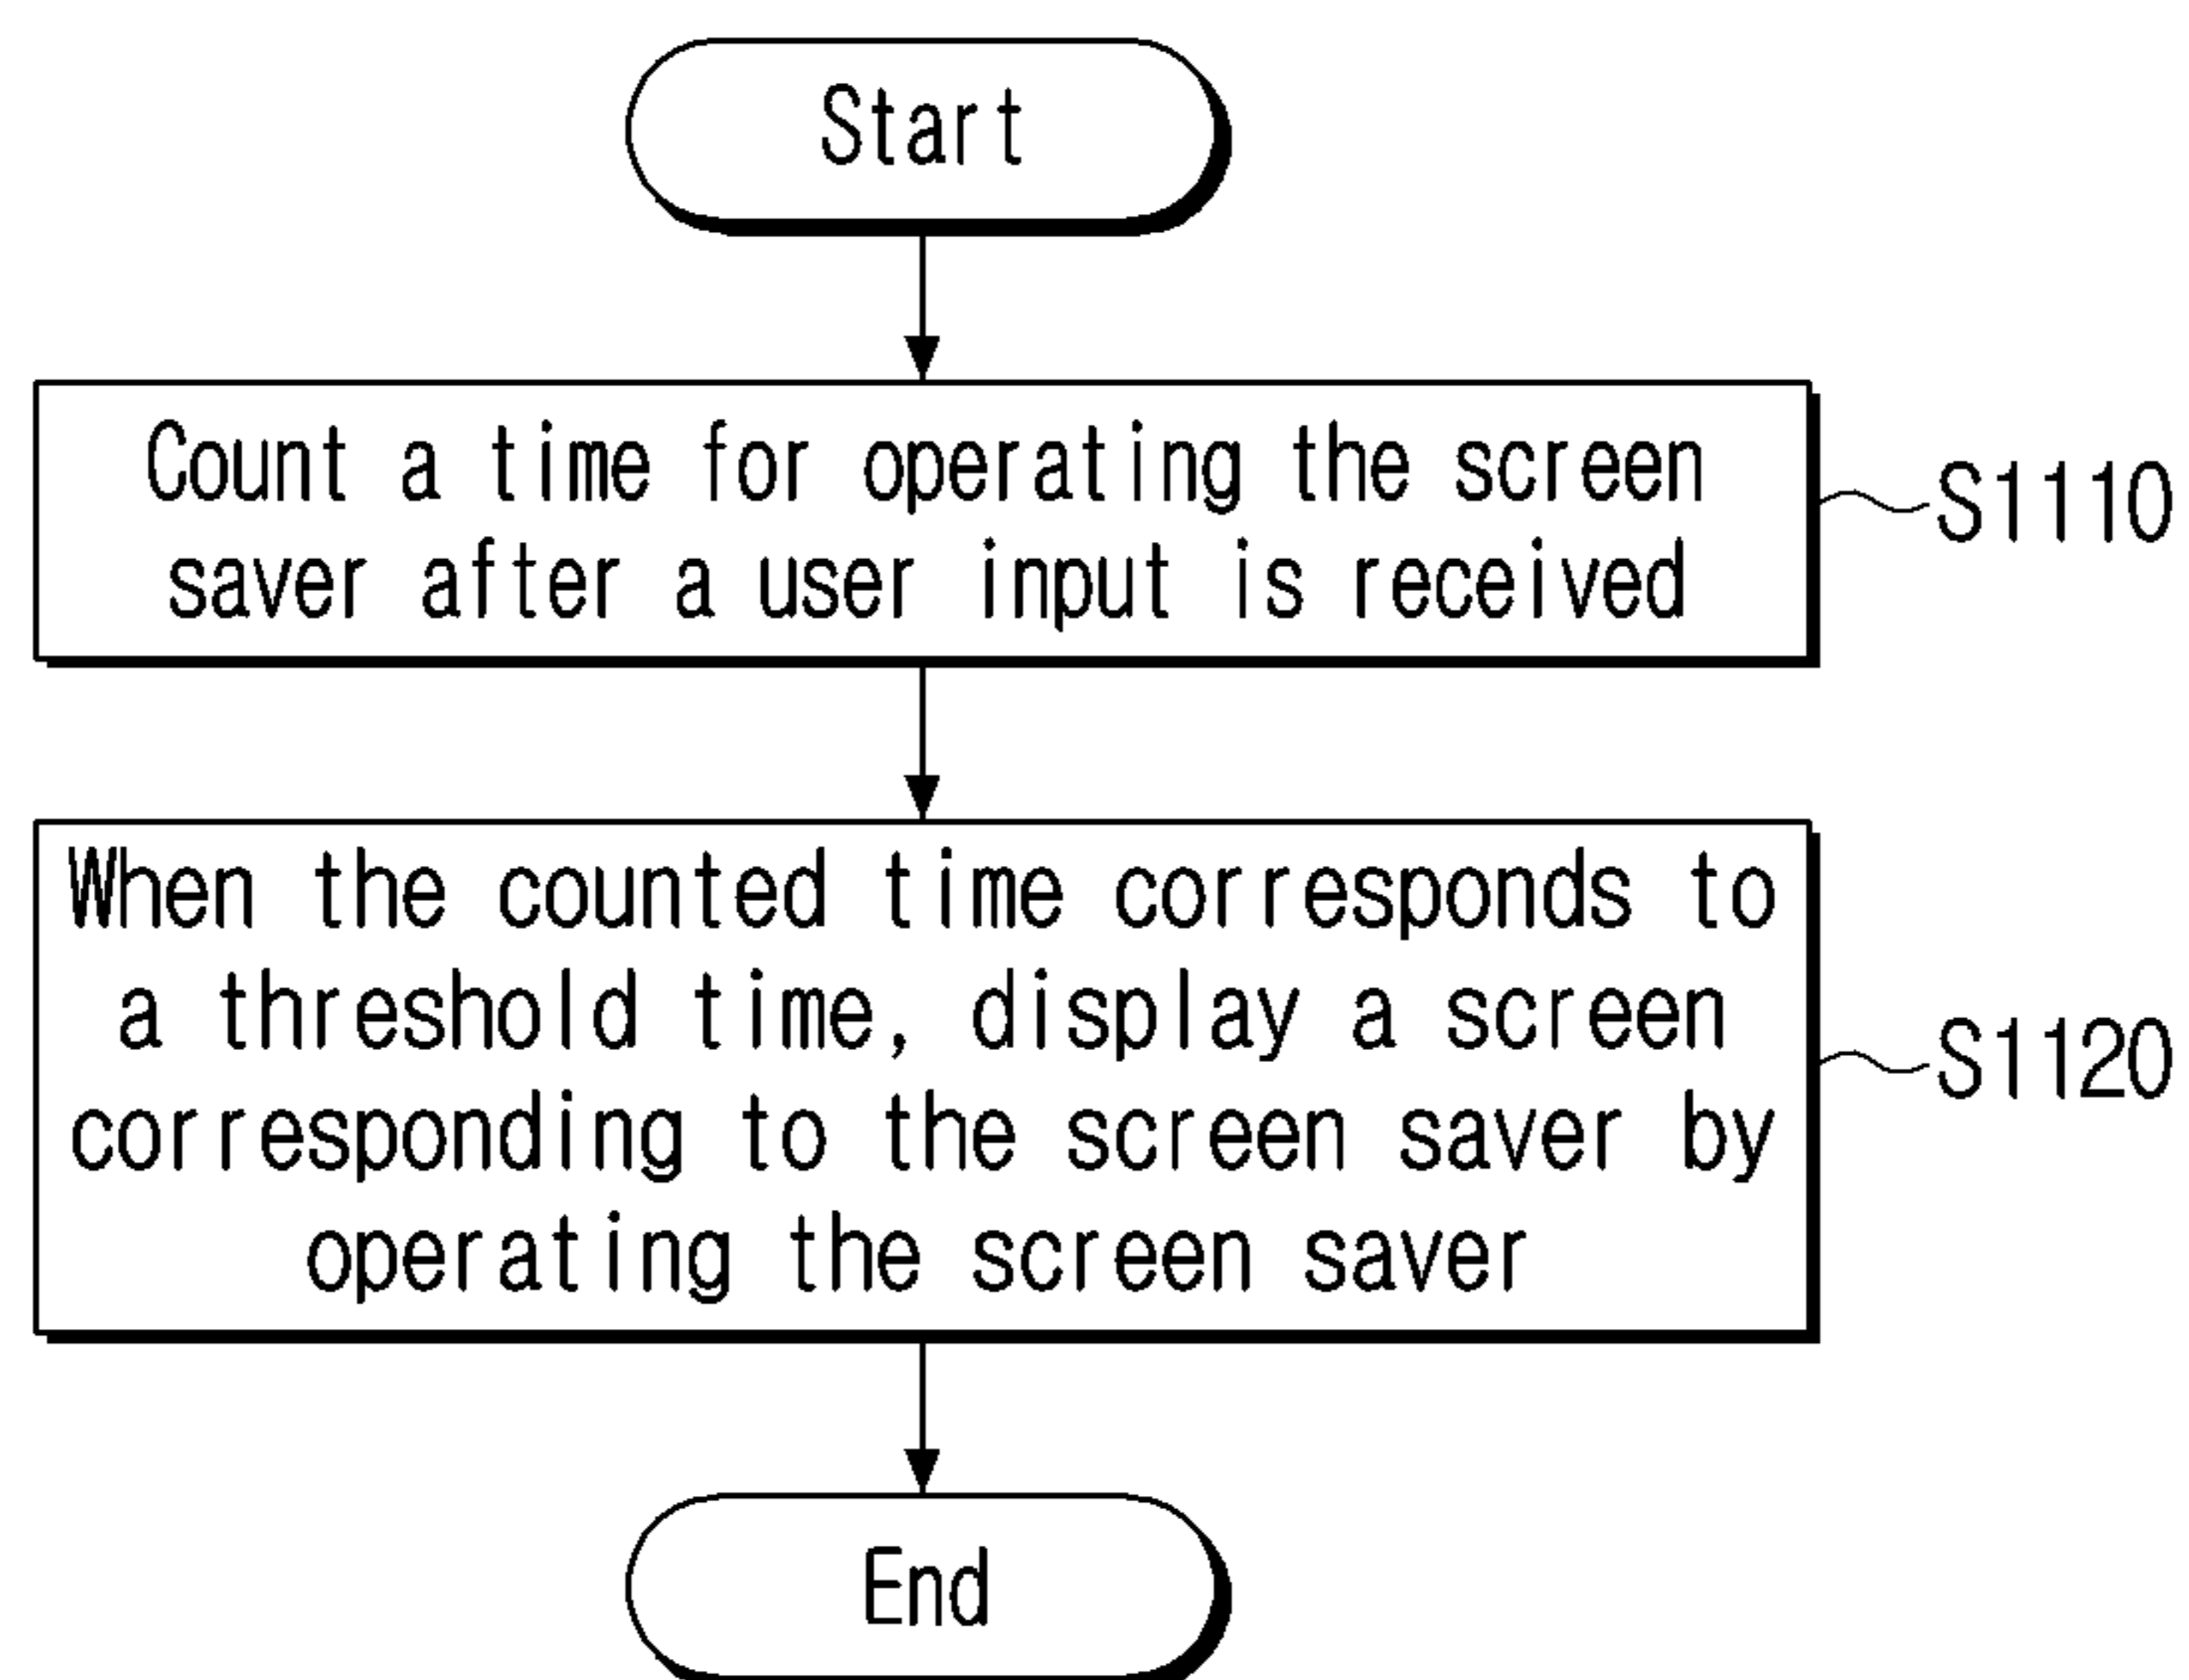 Start
Count a time for operating the screen
saver after a user input is received
S1110
When the counted time corresponds to
a threshold time, display a screen
corresponding to the screen saver by
operating the screen saver
S1120
End